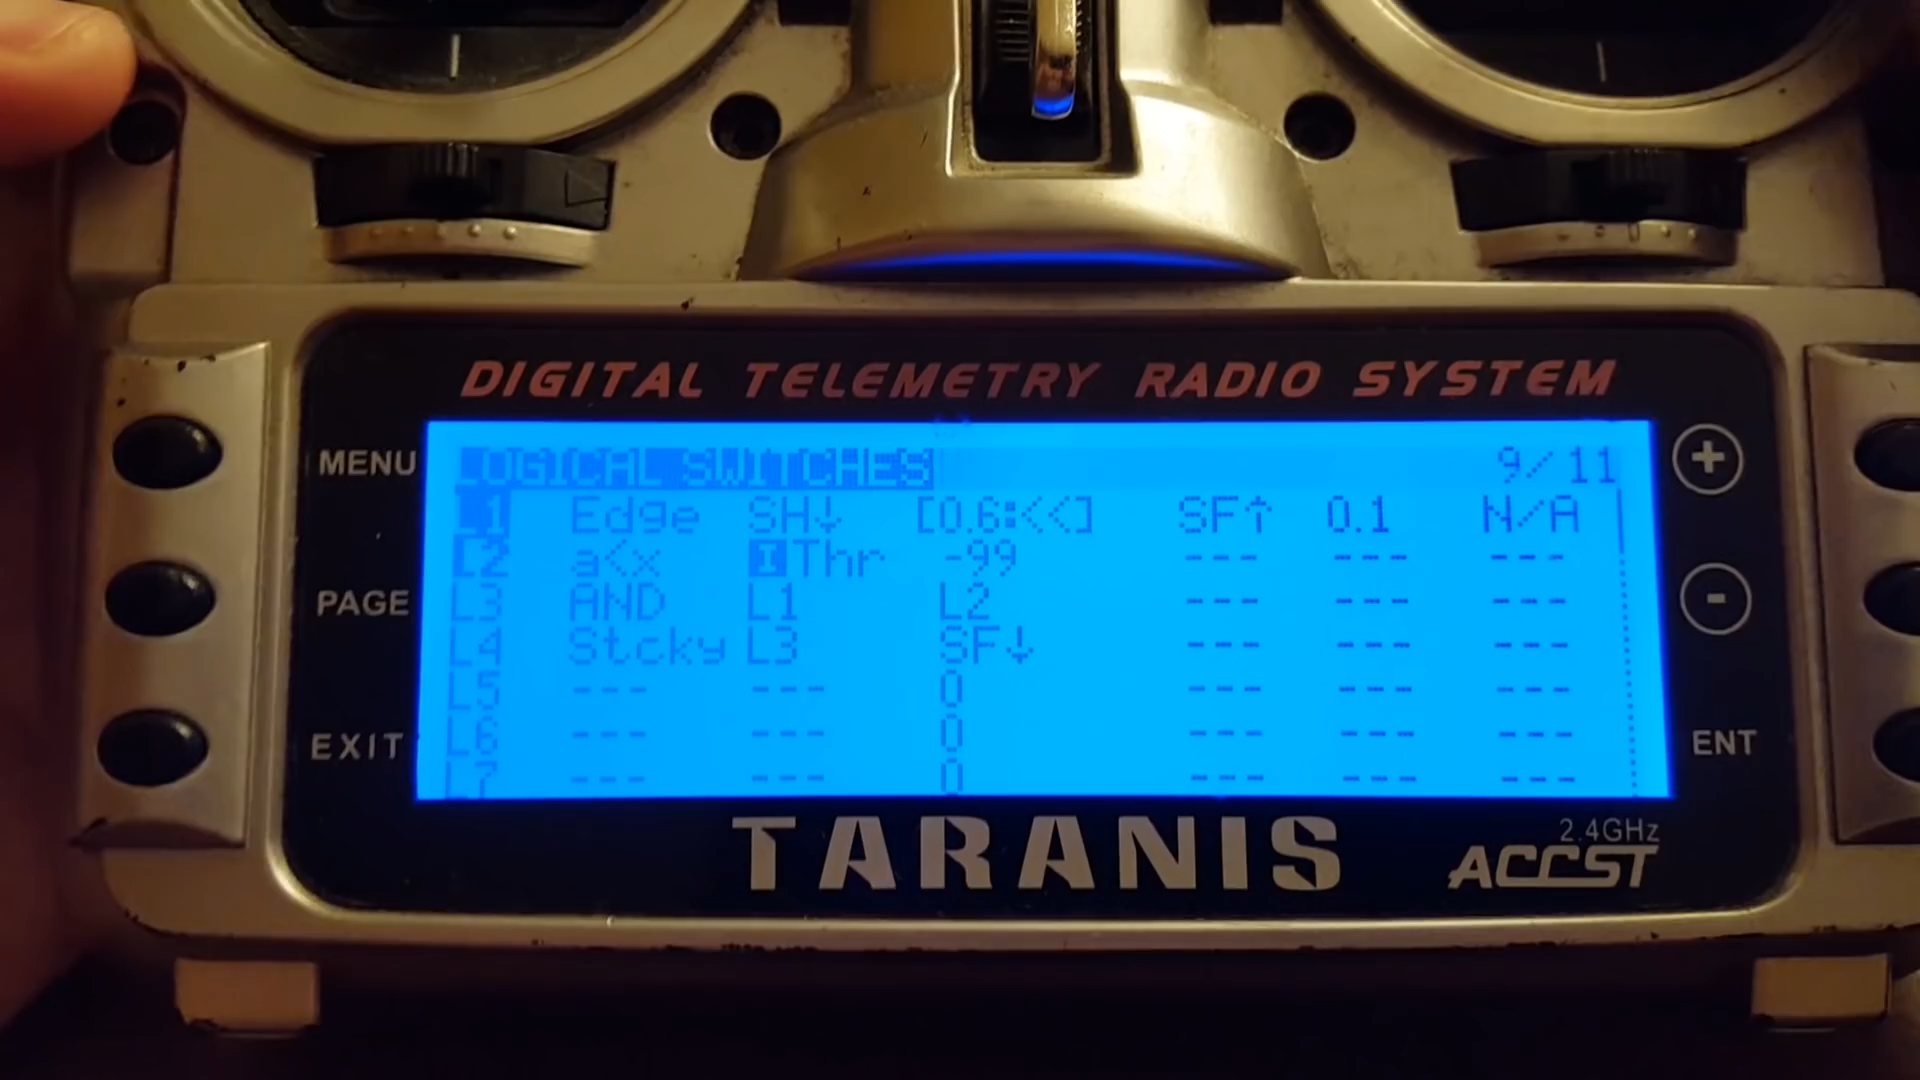 DIGITAL TELEMETRY RADIO SYSTEM
MENU
PAGE
EXIT
LOGICAL SWITCHES 9/11
L1 Edge SH↓ [0.6:<<] SF↑ 0.1 N/A
L2 a<x I Thr -99 --- --- ---
L3 AND L1 L2 --- --- ---
L4 Stcky L3 SF↓ --- --- ---
L5 --- --- 0 --- --- ---
L6 --- --- 0 --- --- ---
L7 --- --- 0 --- --- ---
+
-
ENT
TARANIS
2.4GHz
ACCST